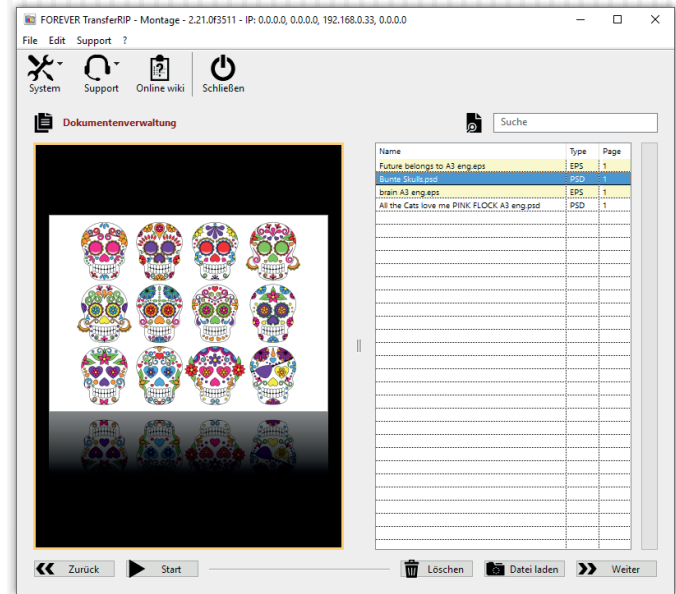 FOREVER TransferRIP - Montage - 2.21.0f3511 - IP: 0.0.0.0, 0.0.0.0, 192.168.0.33, 0.0.0.0
File Edit Support ?
System Support Online wiki Schließen
Dokumentenverwaltung Suche
Name Type Page
Future belongs to A3 eng.eps EPS 1
Bunte Skulls.psd PSD 1
brain A3 eng.eps EPS 1
All the Cats love me PINK FLOCK A3 eng.psd PSD 1
Zurück Start Löschen Datei laden Weiter